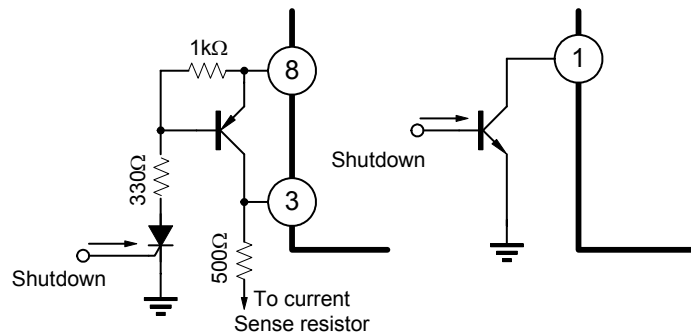 1kΩ
8
1
330Ω
Shutdown
3
500Ω
Shutdown
To current
Sense resistor